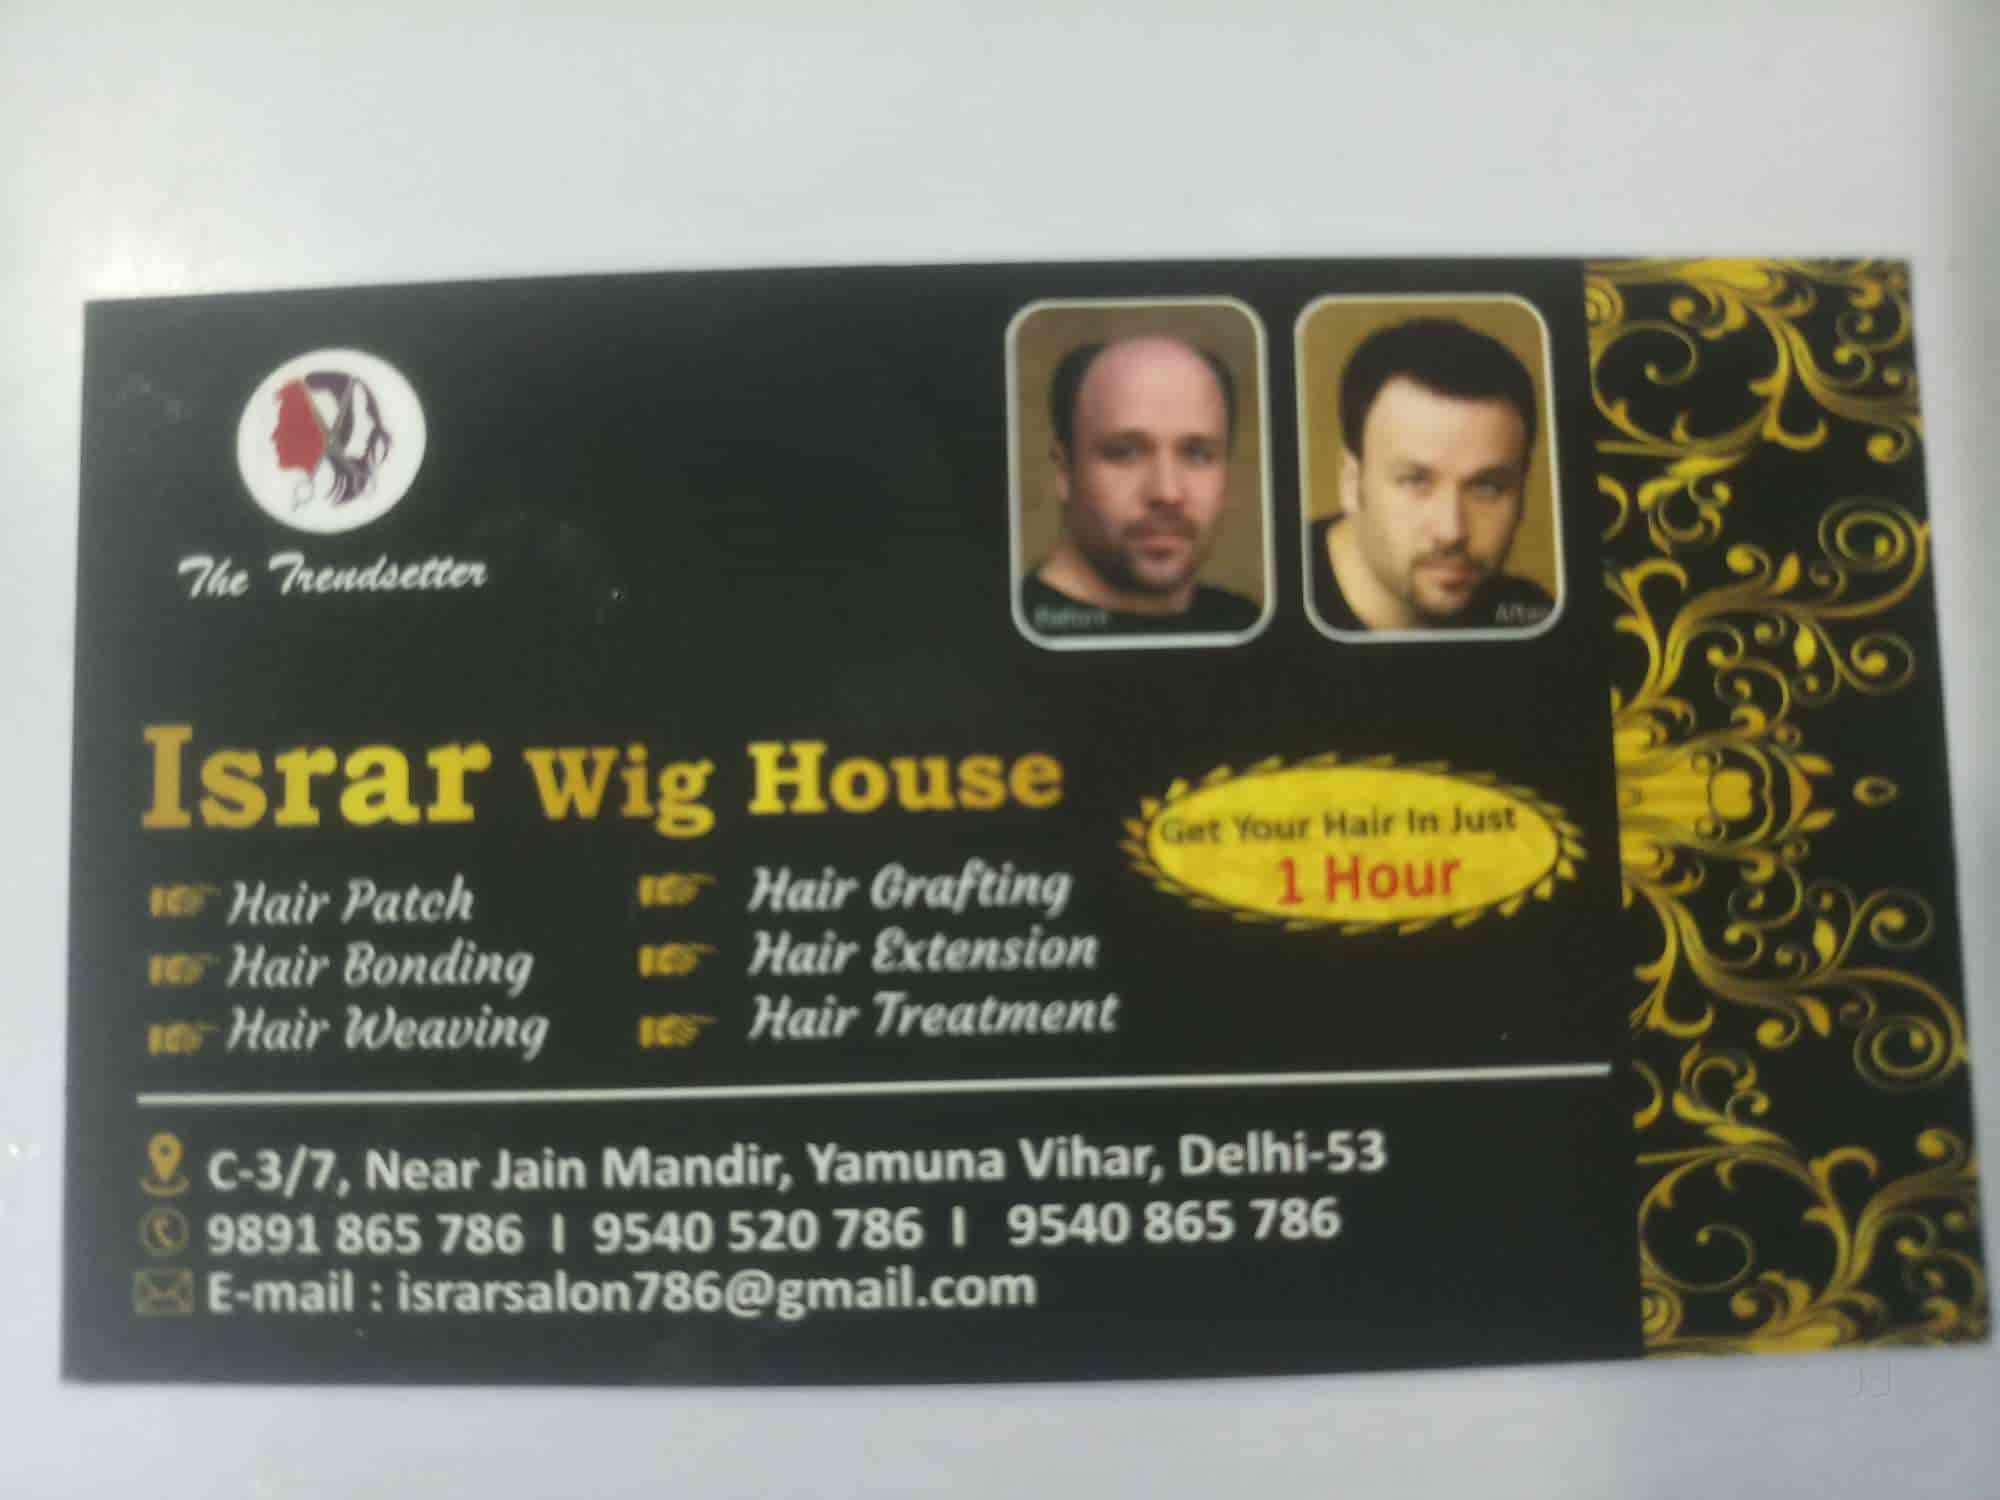 The Trendsetter
Before
After
Israr Wig House
Get Your Hair In Just
1 Hour
Hair Patch
Hair Bonding
Hair Weaving
Hair Grafting
Hair Extension
Hair Treatment
C-3/7, Near Jain Mandir, Yamuna Vihar, Delhi-53
9891 865 786 I 9540 520 786 I 9540 865 786
E-mail : israrsalon786@gmail.com